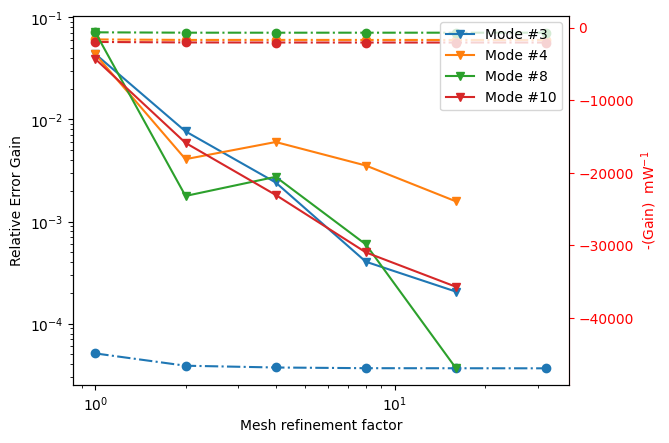 10⁻¹
10⁻²
10⁻³
10⁻⁴
Relative Error Gain
10⁰
10¹
Mesh refinement factor
Mode #3
Mode #4
Mode #8
Mode #10
0
−10000
−20000
−30000
−40000
-(Gain) mW⁻¹